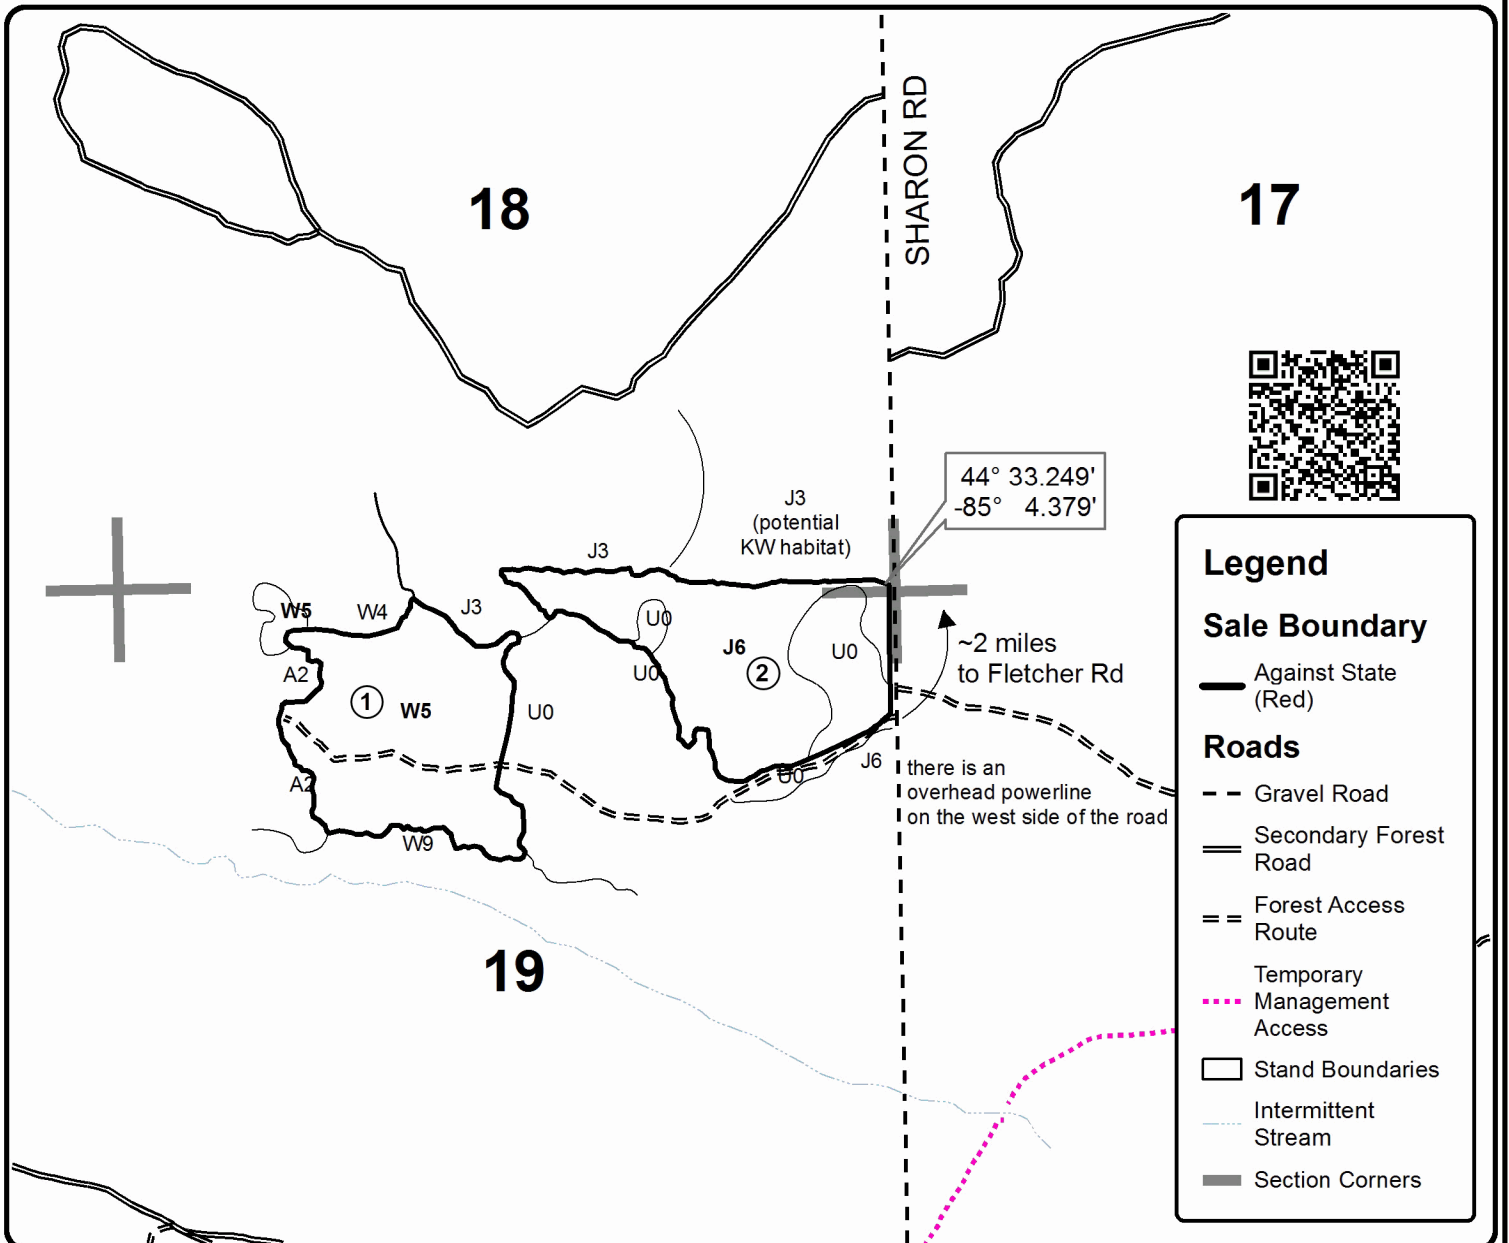 SHARON RD
18
17
44° 33.249'
-85° 4.379'
J3
(potential
KW habitat)
J3
W5
W4
J3
U0
~2 miles
to Fletcher Rd
J6
U0
A2
U0
2
1
W5
U0
J6
U0
A2
W9
there is an
overhead powerline
on the west side of the road
19
Legend
Sale Boundary
Against State
(Red)
Roads
Gravel Road
Secondary Forest
Road
Forest Access
Route
Temporary
Management
Access
Stand Boundaries
Intermittent
Stream
Section Corners